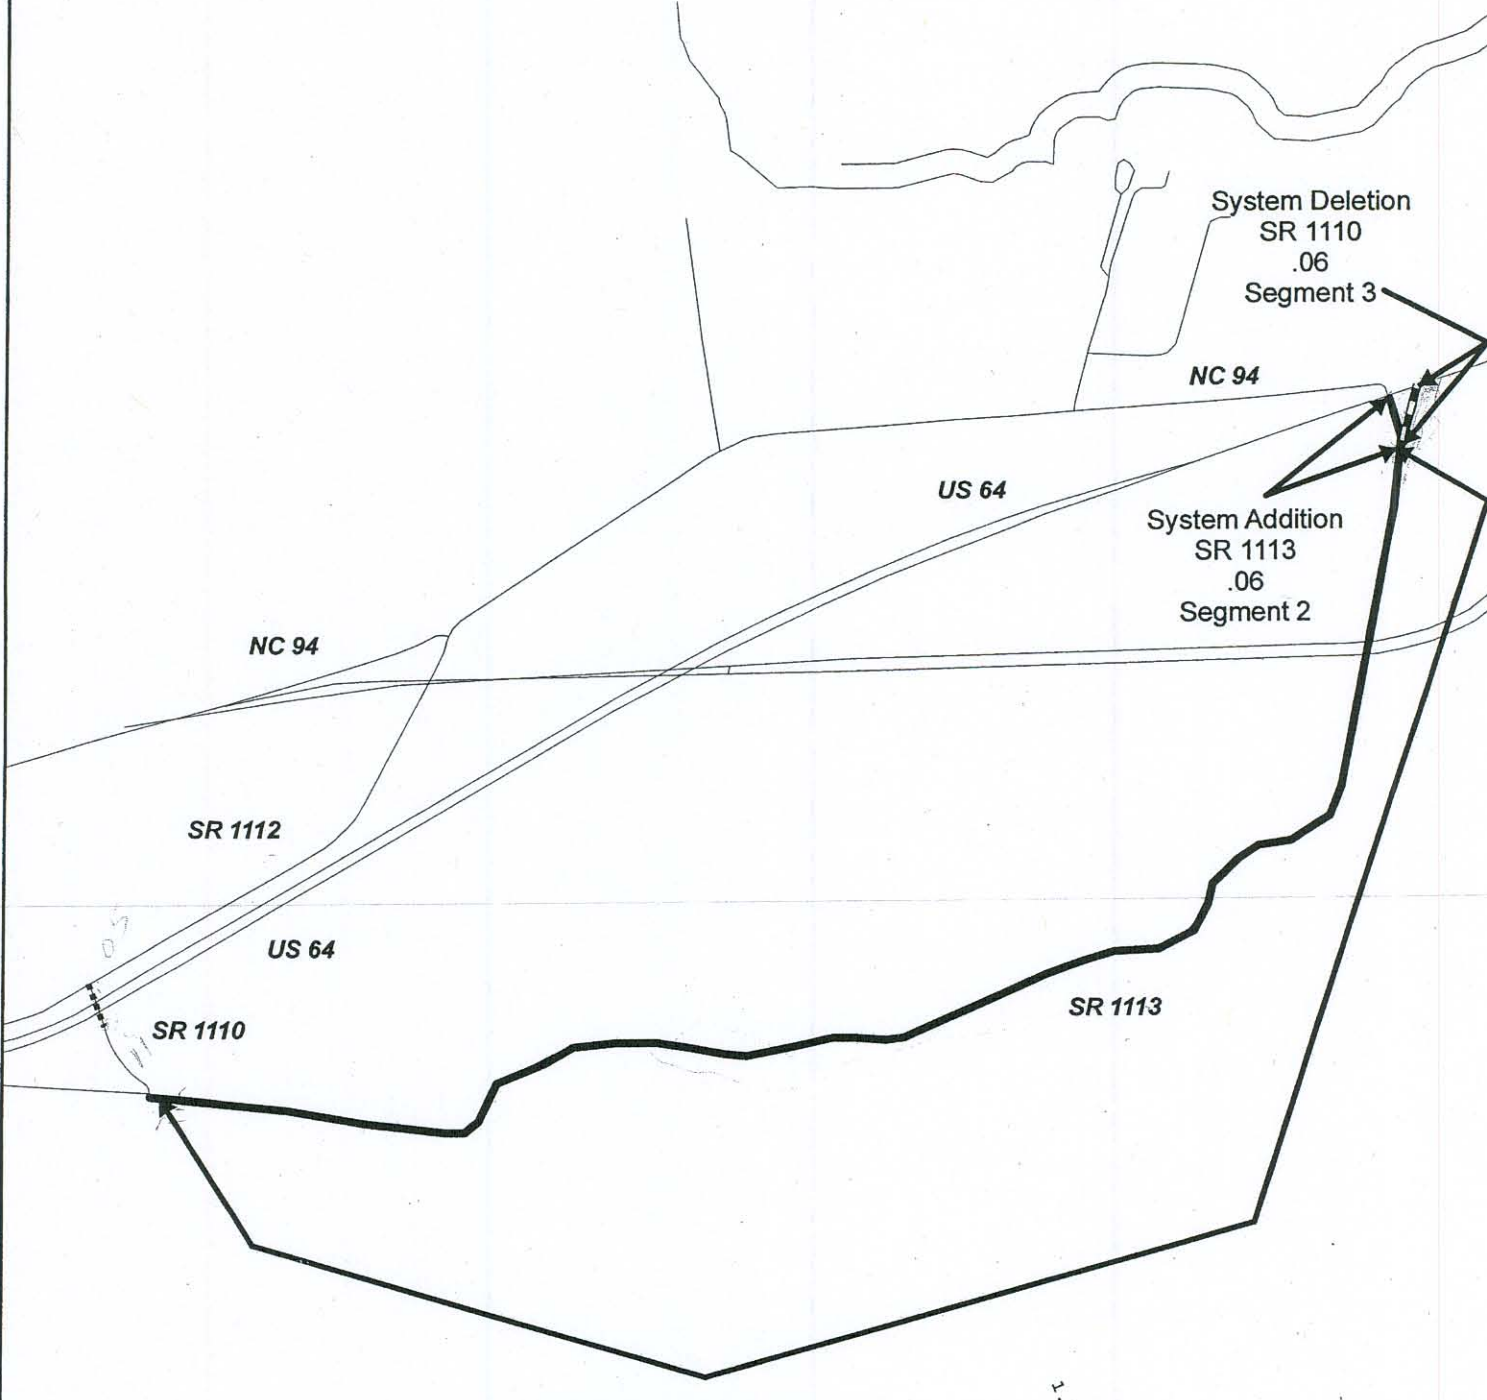 System Deletion
SR 1110
.06
Segment 3
NC 94
US 64
System Addition
SR 1113
.06
Segment 2
NC 94
SR 1112
US 64
SR 1110
SR 1113